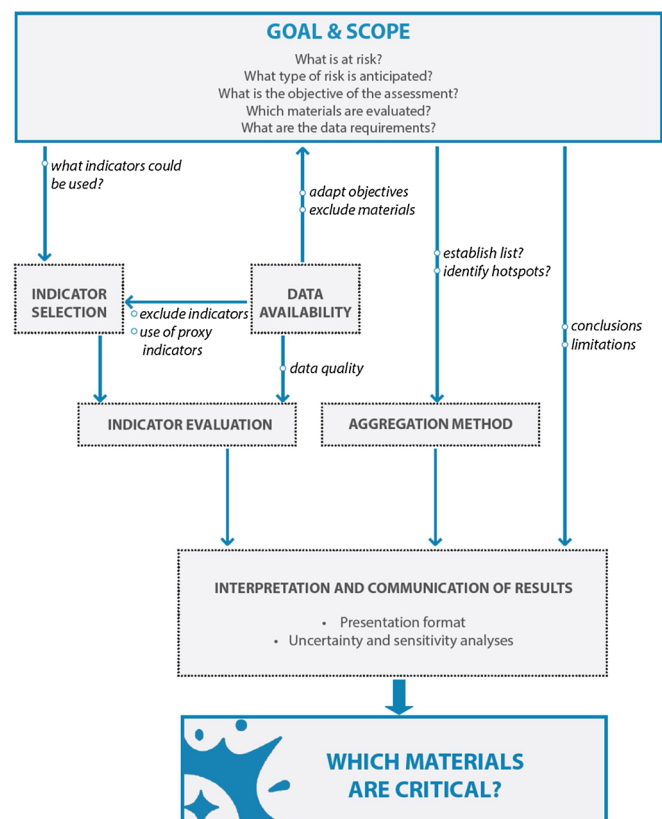 GOAL & SCOPE
What is at risk?
What type of risk is anticipated?
What is the objective of the assessment?
Which materials are evaluated?
What are the data requirements?
what indicators could
be used?
adapt objectives
exclude materials
establish list?
identify hotspots?
conclusions
limitations
INDICATOR
SELECTION
DATA
AVAILABILITY
exclude indicators
use of proxy
indicators
data quality
INDICATOR EVALUATION
AGGREGATION METHOD
INTERPRETATION AND COMMUNICATION OF RESULTS
• Presentation format
• Uncertainty and sensitivity analyses
WHICH MATERIALS
ARE CRITICAL?